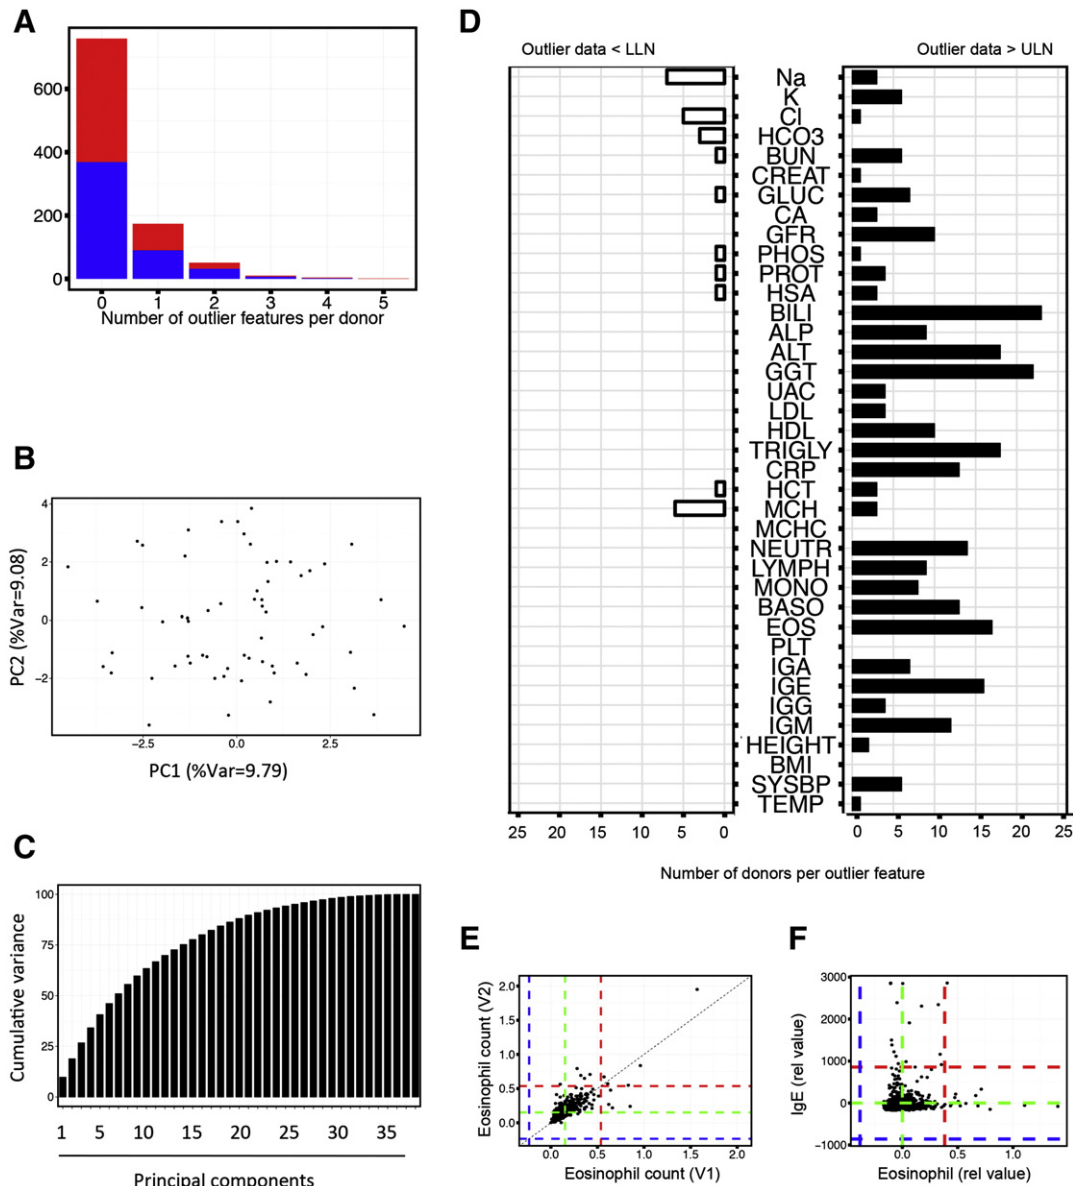 A
600
400
200
0
0 1 2 3 4 5
Number of outlier features per donor
B
4
2
0
−2
−2.5 0.0 2.5
PC2 (%Var=9.08)
PC1 (%Var=9.79)
C
100
75
50
25
0
1 5 10 15 20 25 30 35
Cumulative variance
Principal components
D
Outlier data < LLN
Outlier data > ULN
Na
K
Cl
HCO3
BUN
CREAT
GLUC
CA
GFR
PHOS
PROT
HSA
BILI
ALP
ALT
GGT
UAC
LDL
HDL
TRIGLY
CRP
HCT
MCH
MCHC
NEUTR
LYMPH
MONO
BASO
EOS
PLT
IGA
IGE
IGG
IGM
HEIGHT
BMI
SYSBP
TEMP
25 20 15 10 5 0
0 5 10 15 20 25
Number of donors per outlier feature
E
2.0
1.5
1.0
0.5
0.0
0.0 0.5 1.0 1.5 2.0
Eosinophil count (V2)
Eosinophil count (V1)
F
3000
2000
1000
0
−1000
0.0 0.5 1.0
IgE (rel value)
Eosinophil (rel value)